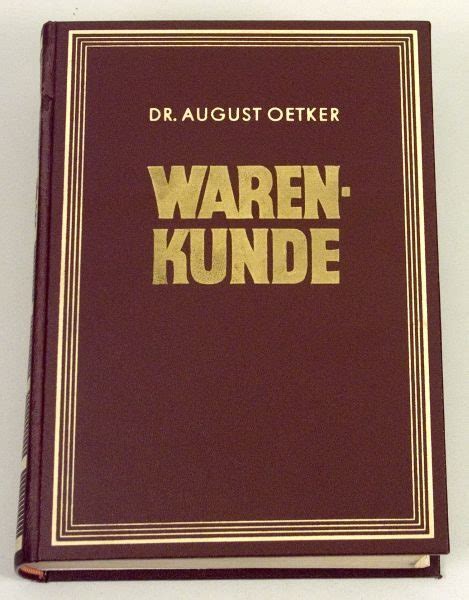 DR. AUGUST OETKER
WAREN-
KUNDE